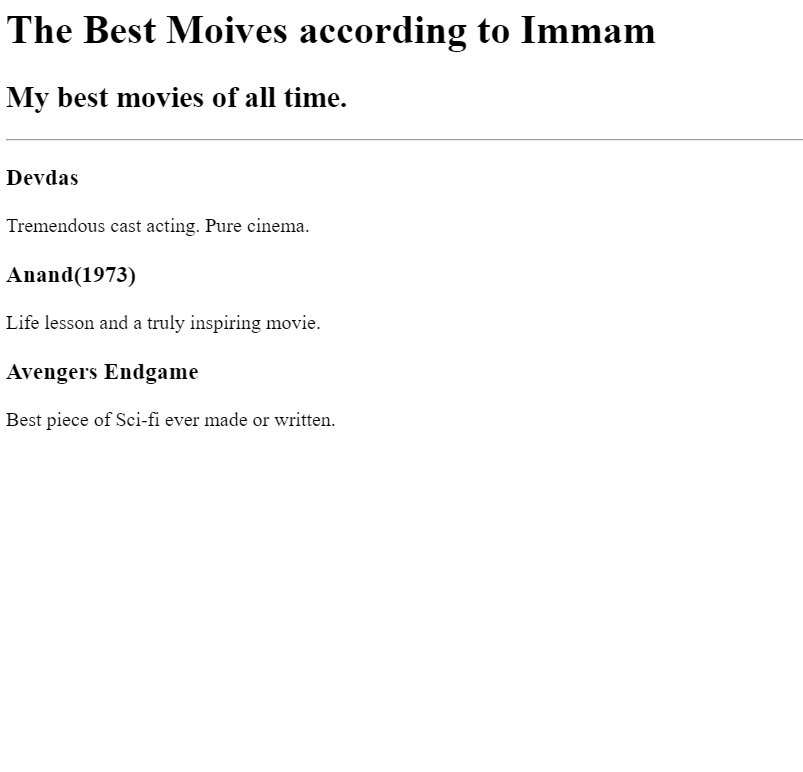 The Best Moives according to Immam
My best movies of all time.
Devdas
Tremendous cast acting. Pure cinema.
Anand(1973)
Life lesson and a truly inspiring movie.
Avengers Endgame
Best piece of Sci-fi ever made or written.